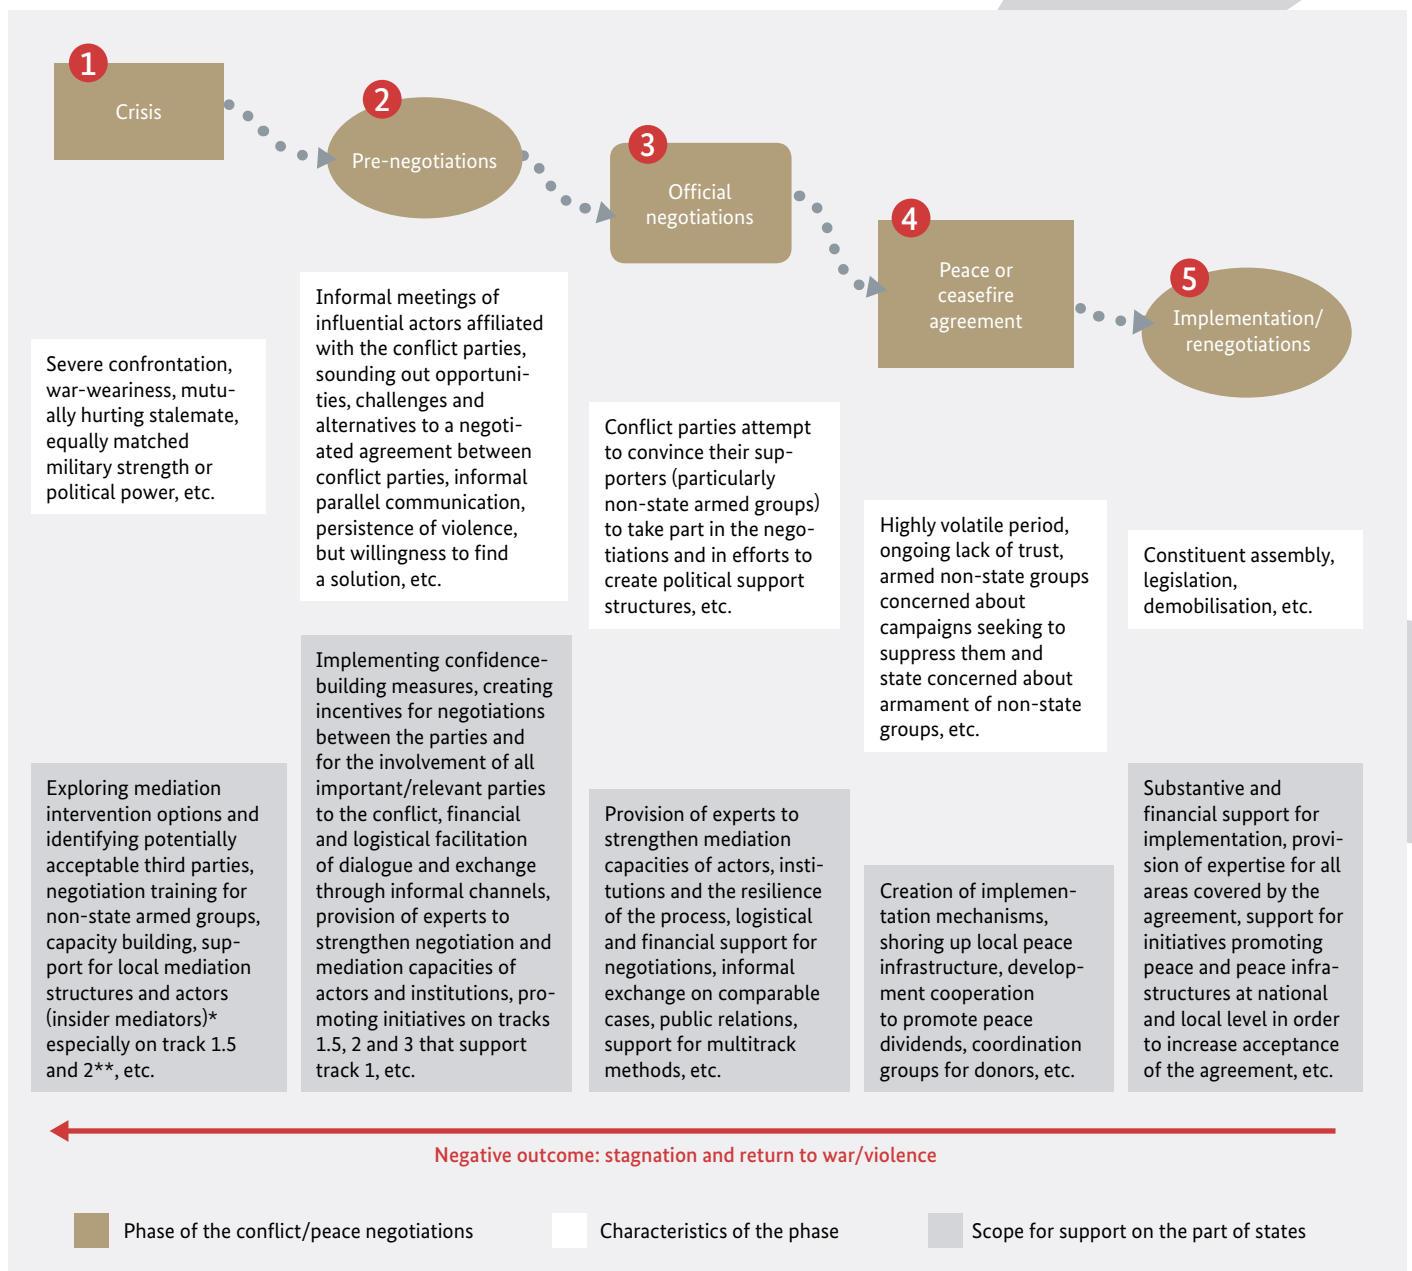 1
Crisis
2
Pre-negotiations
3
Official
negotiations
4
Peace or
ceasefire
agreement
5
Implementation/
renegotiations
Severe confrontation,
war-weariness, mutu-
ally hurting stalemate,
equally matched
military strength or
political power, etc.
Informal meetings of
influential actors affiliated
with the conflict parties,
sounding out opportuni-
ties, challenges and
alternatives to a negoti-
ated agreement between
conflict parties, informal
parallel communication,
persistence of violence,
but willingness to find
a solution, etc.
Conflict parties attempt
to convince their sup-
porters (particularly
non-state armed groups)
to take part in the nego-
tiations and in efforts to
create political support
structures, etc.
Highly volatile period,
ongoing lack of trust,
armed non-state groups
concerned about
campaigns seeking to
suppress them and
state concerned about
armament of non-state
groups, etc.
Constituent assembly,
legislation,
demobilisation, etc.
Exploring mediation
intervention options and
identifying potentially
acceptable third parties,
negotiation training for
non-state armed groups,
capacity building, sup-
port for local mediation
structures and actors
(insider mediators)*
especially on track 1.5
and 2**, etc.
Implementing confidence-
building measures, creating
incentives for negotiations
between the parties and
for the involvement of all
important/relevant parties
to the conflict, financial
and logistical facilitation
of dialogue and exchange
through informal channels,
provision of experts to
strengthen negotiation and
mediation capacities of
actors and institutions, pro-
moting initiatives on tracks
1.5, 2 and 3 that support
track 1, etc.
Provision of experts to
strengthen mediation
capacities of actors, insti-
tutions and the resilience
of the process, logistical
and financial support for
negotiations, informal
exchange on comparable
cases, public relations,
support for multitrack
methods, etc.
Creation of implemen-
tation mechanisms,
shoring up local peace
infrastructure, develop-
ment cooperation
to promote peace
dividends, coordination
groups for donors, etc.
Substantive and
financial support for
implementation, provi-
sion of expertise for all
areas covered by the
agreement, support for
initiatives promoting
peace and peace infra-
structures at national
and local level in order
to increase acceptance
of the agreement, etc.
Negative outcome: stagnation and return to war/violence
Phase of the conflict/peace negotiations
Characteristics of the phase
Scope for support on the part of states